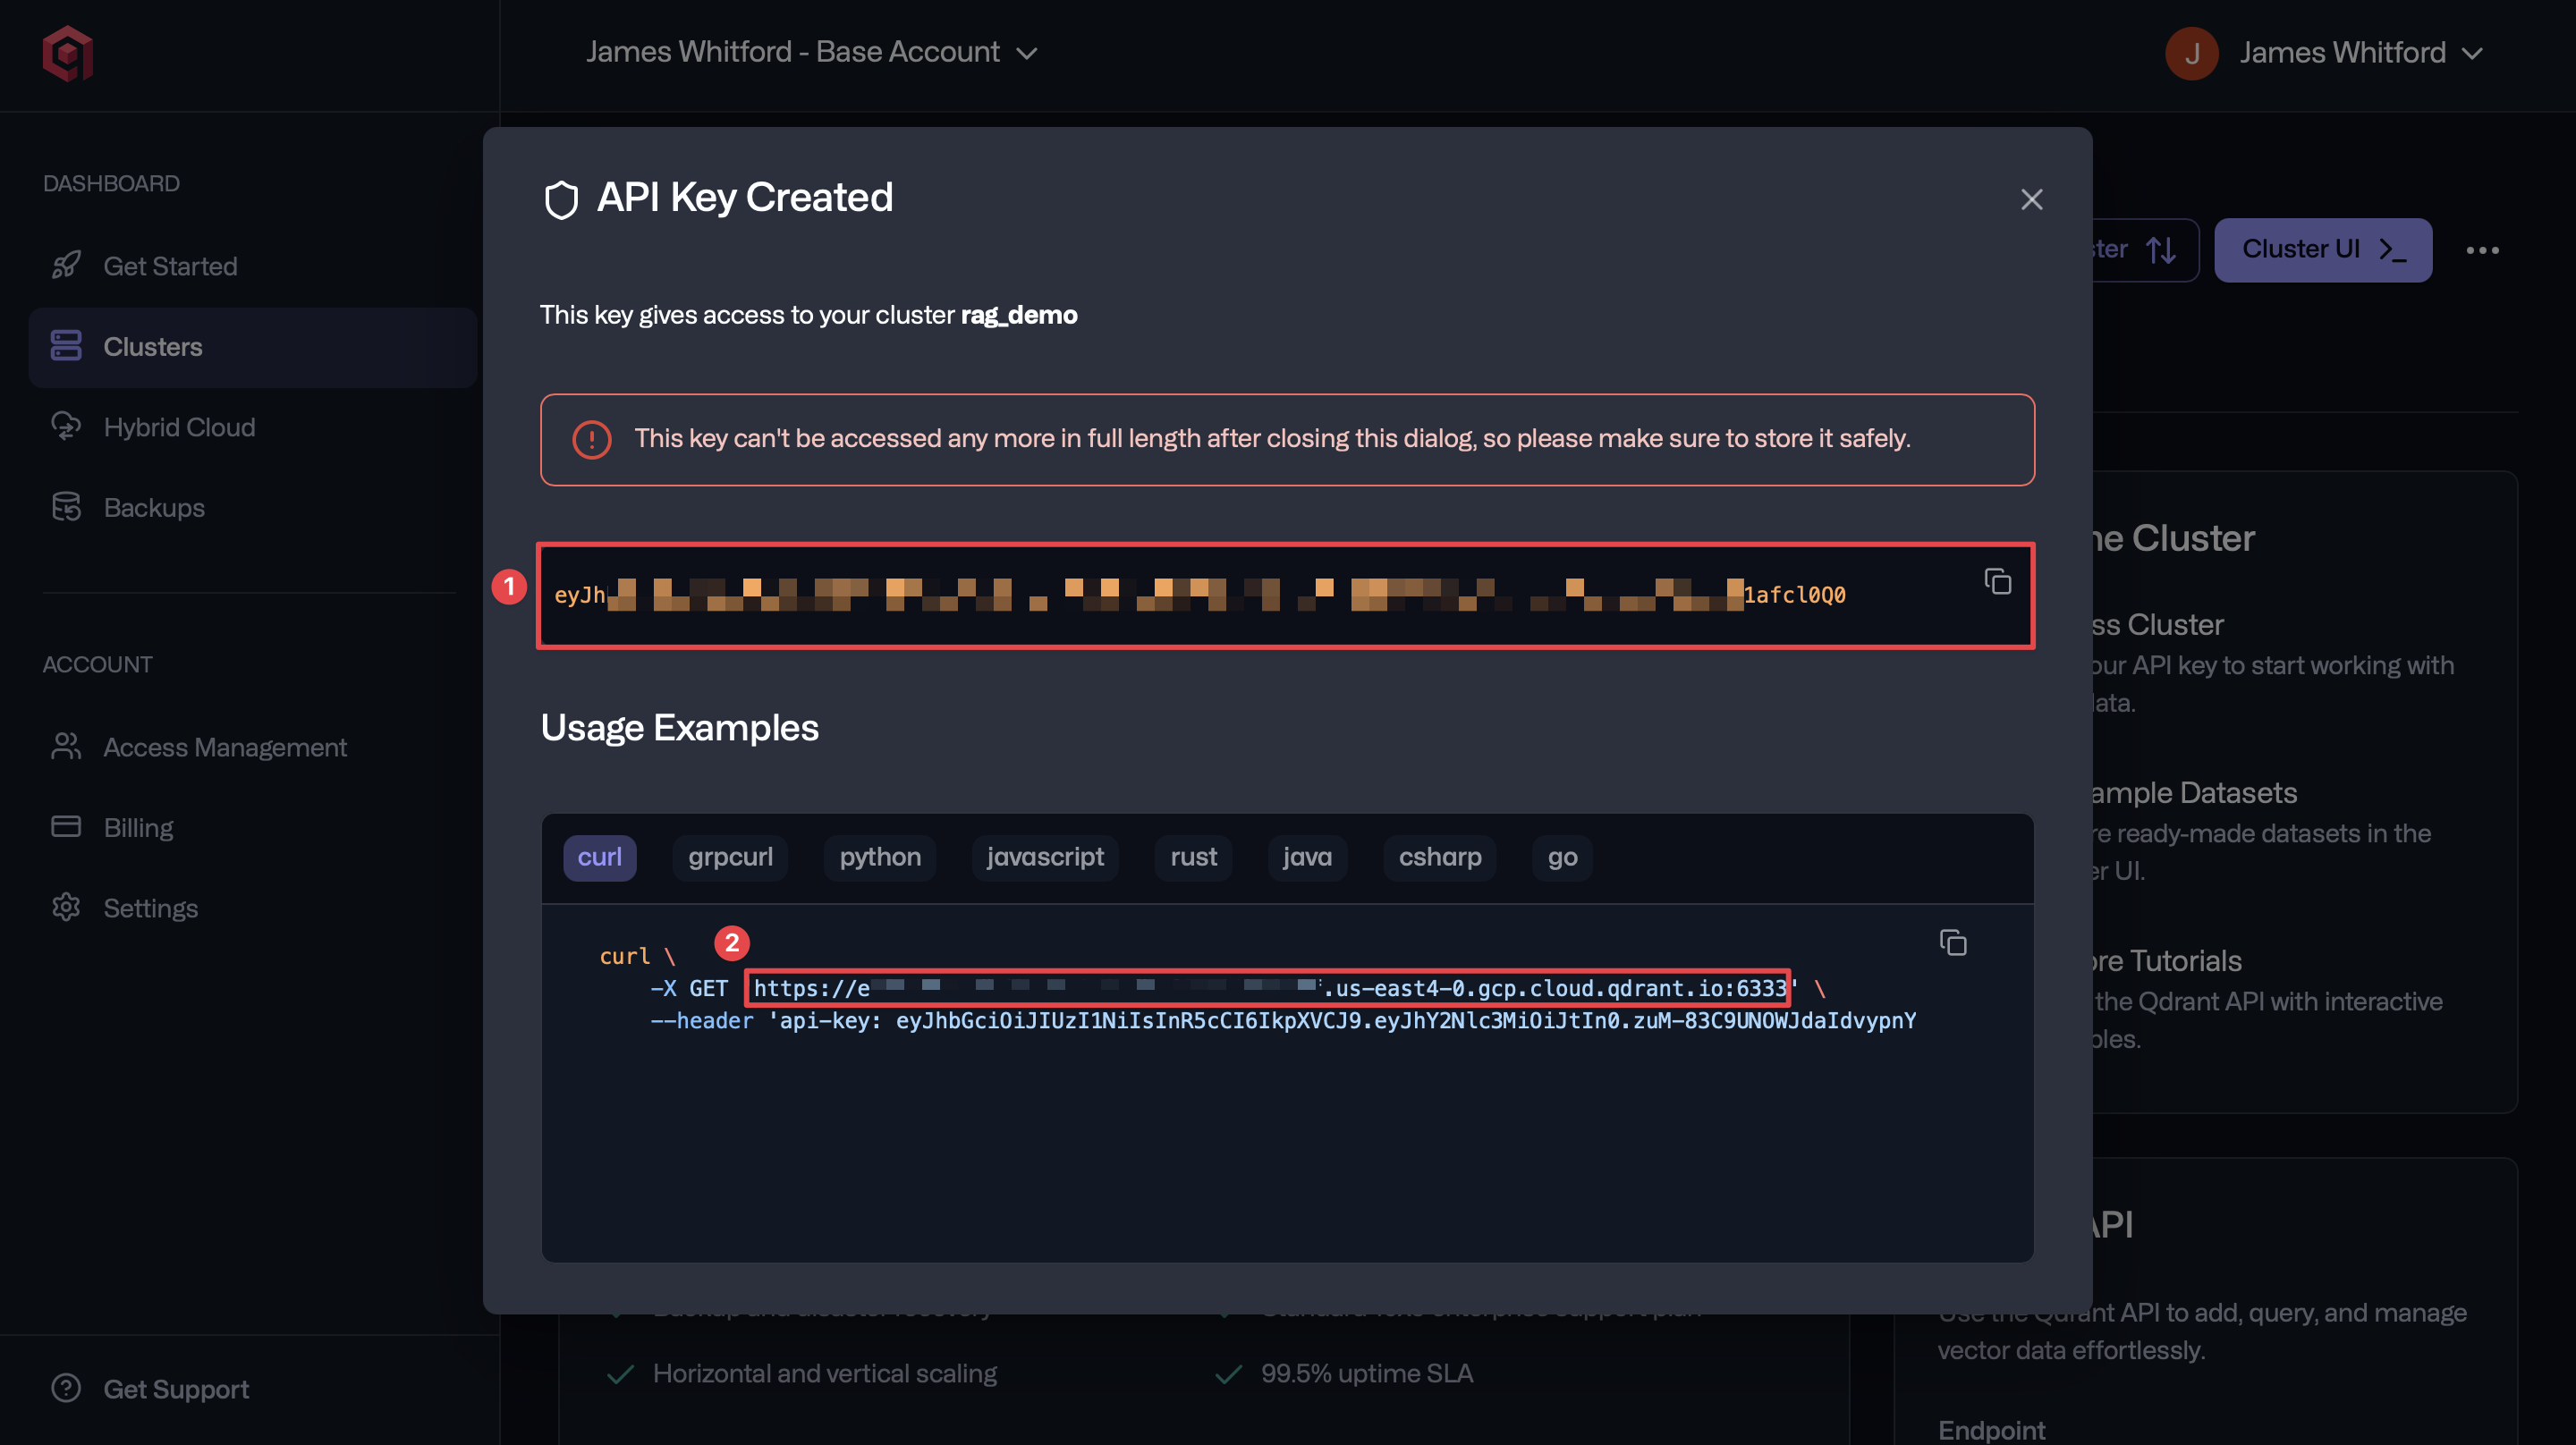 James Whitford - Base Account
J James Whitford
DASHBOARD
Get Started
Clusters
Hybrid Cloud
Backups
ACCOUNT
Access Management
Billing
Settings
Get Support
API Key Created
This key gives access to your cluster rag_demo
This key can't be accessed any more in full length after closing this dialog, so please make sure to store it safely.
1
eyJh
1afcl0Q0
Usage Examples
curl grpcurl python javascript rust java csharp go
2
curl \
-X GET https://e .us-east4-0.gcp.cloud.qdrant.io:6333' \
--header 'api-key: eyJhbGciOiJIUzI1NiIsInR5cCI6IkpXVCJ9.eyJhY2Nlc3MiOiJtIn0.zuM-83C9UNOWJdaIdvypnY
ster
Cluster UI
he Cluster
ss Cluster
our API key to start working with
data.
ample Datasets
re ready-made datasets in the
er UI.
ore Tutorials
the Qdrant API with interactive
ples.
API
Use the Qdrant API to add, query, and manage
vector data effortlessly.
Endpoint
Horizontal and vertical scaling
99.5% uptime SLA